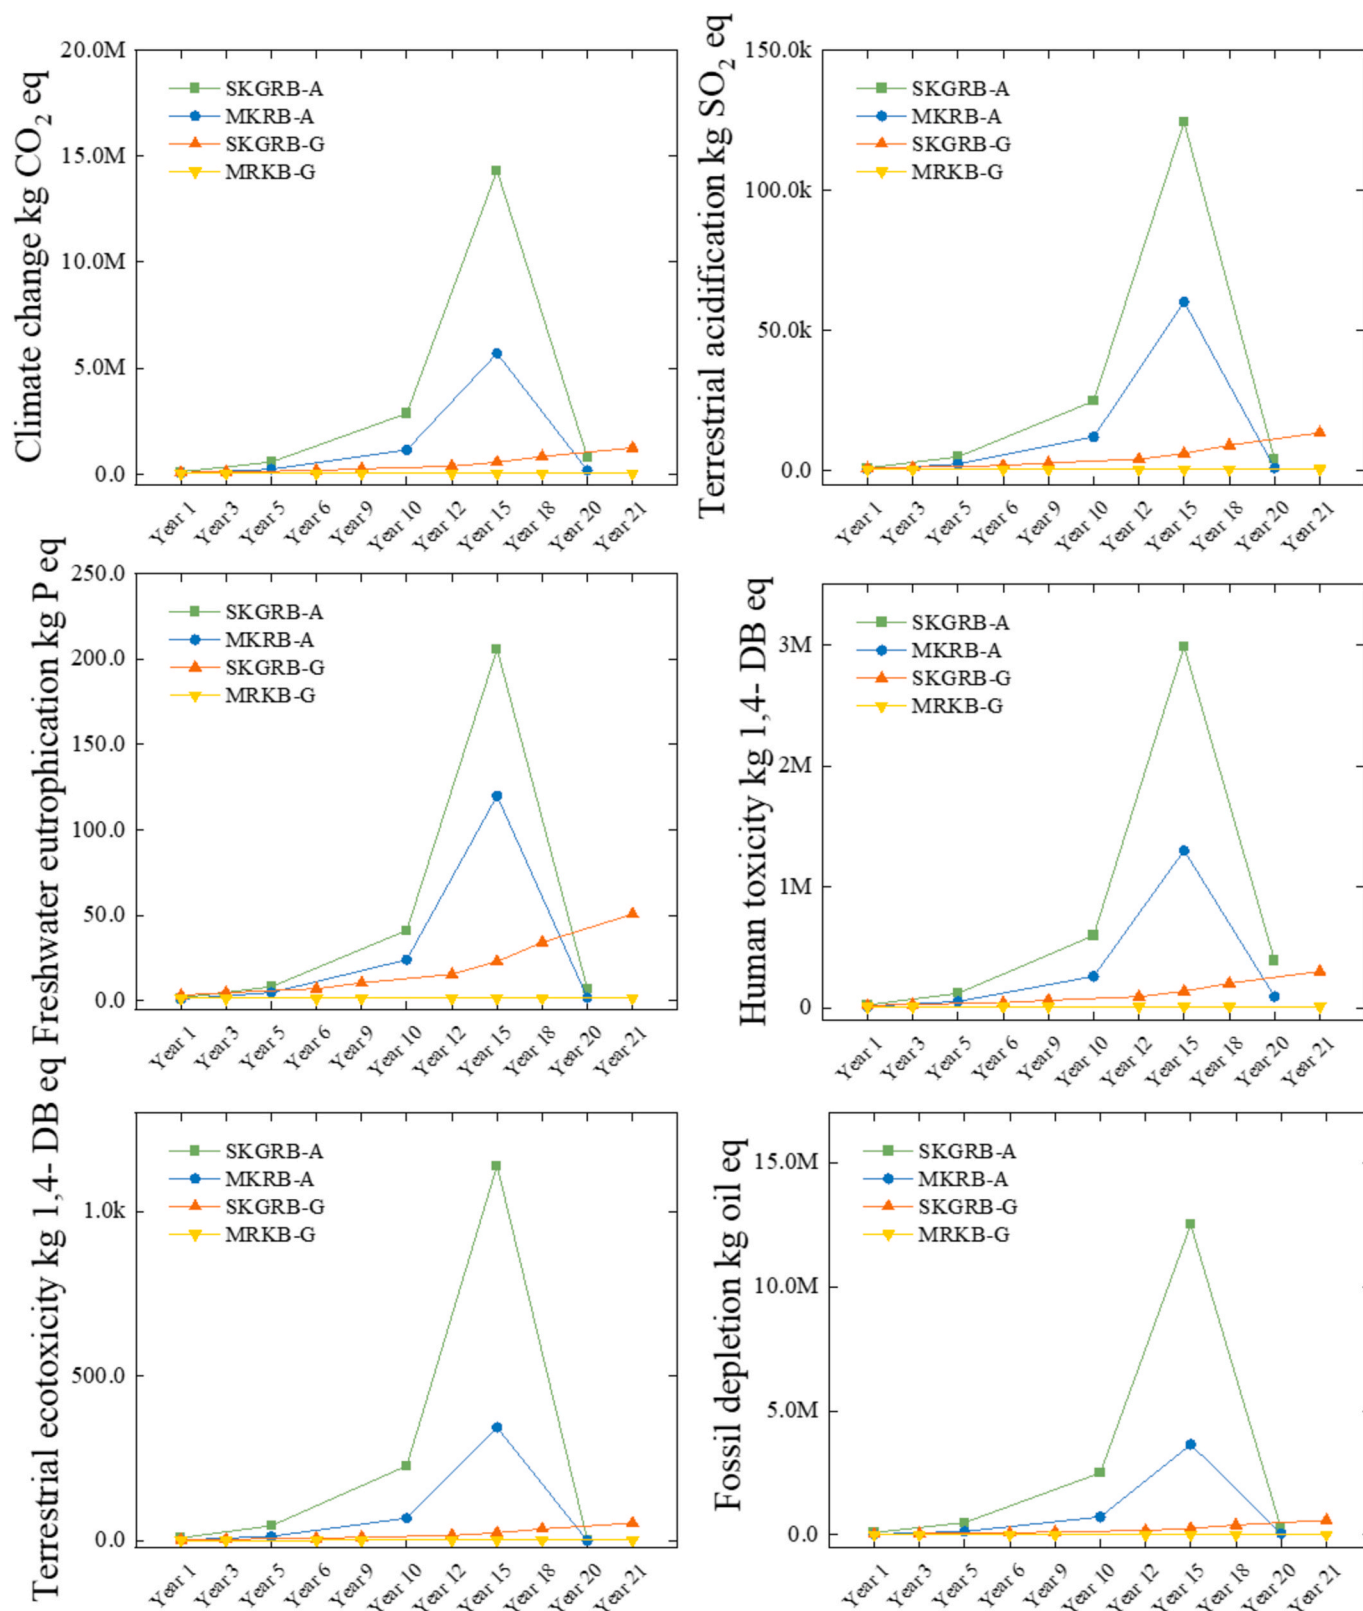 Climate change kg CO₂ eq
20.0M
15.0M
10.0M
5.0M
0.0
SKGRB-A
MKRB-A
SKGRB-G
MRKB-G
Year 1
Year 3
Year 5
Year 6
Year 9
Year 10
Year 12
Year 15
Year 18
Year 20
Year 21
Terrestrial acidification kg SO₂ eq
150.0k
100.0k
50.0k
0.0
SKGRB-A
MKRB-A
SKGRB-G
MRKB-G
Year 1
Year 3
Year 5
Year 6
Year 9
Year 10
Year 12
Year 15
Year 18
Year 20
Year 21
Freshwater eutrophication kg P eq
250.0
200.0
150.0
100.0
50.0
0.0
SKGRB-A
MKRB-A
SKGRB-G
MRKB-G
Year 1
Year 3
Year 5
Year 6
Year 9
Year 10
Year 12
Year 15
Year 18
Year 20
Year 21
Human toxicity kg 1,4- DB eq
3M
2M
1M
0
SKGRB-A
MKRB-A
SKGRB-G
MRKB-G
Year 1
Year 3
Year 5
Year 6
Year 9
Year 10
Year 12
Year 15
Year 18
Year 20
Year 21
Terrestrial ecotoxicity kg 1,4- DB eq
1.0k
500.0
0.0
SKGRB-A
MKRB-A
SKGRB-G
MRKB-G
Year 1
Year 3
Year 5
Year 6
Year 9
Year 10
Year 12
Year 15
Year 18
Year 20
Year 21
Fossil depletion kg oil eq
15.0M
10.0M
5.0M
0.0
SKGRB-A
MKRB-A
SKGRB-G
MRKB-G
Year 1
Year 3
Year 5
Year 6
Year 9
Year 10
Year 12
Year 15
Year 18
Year 20
Year 21